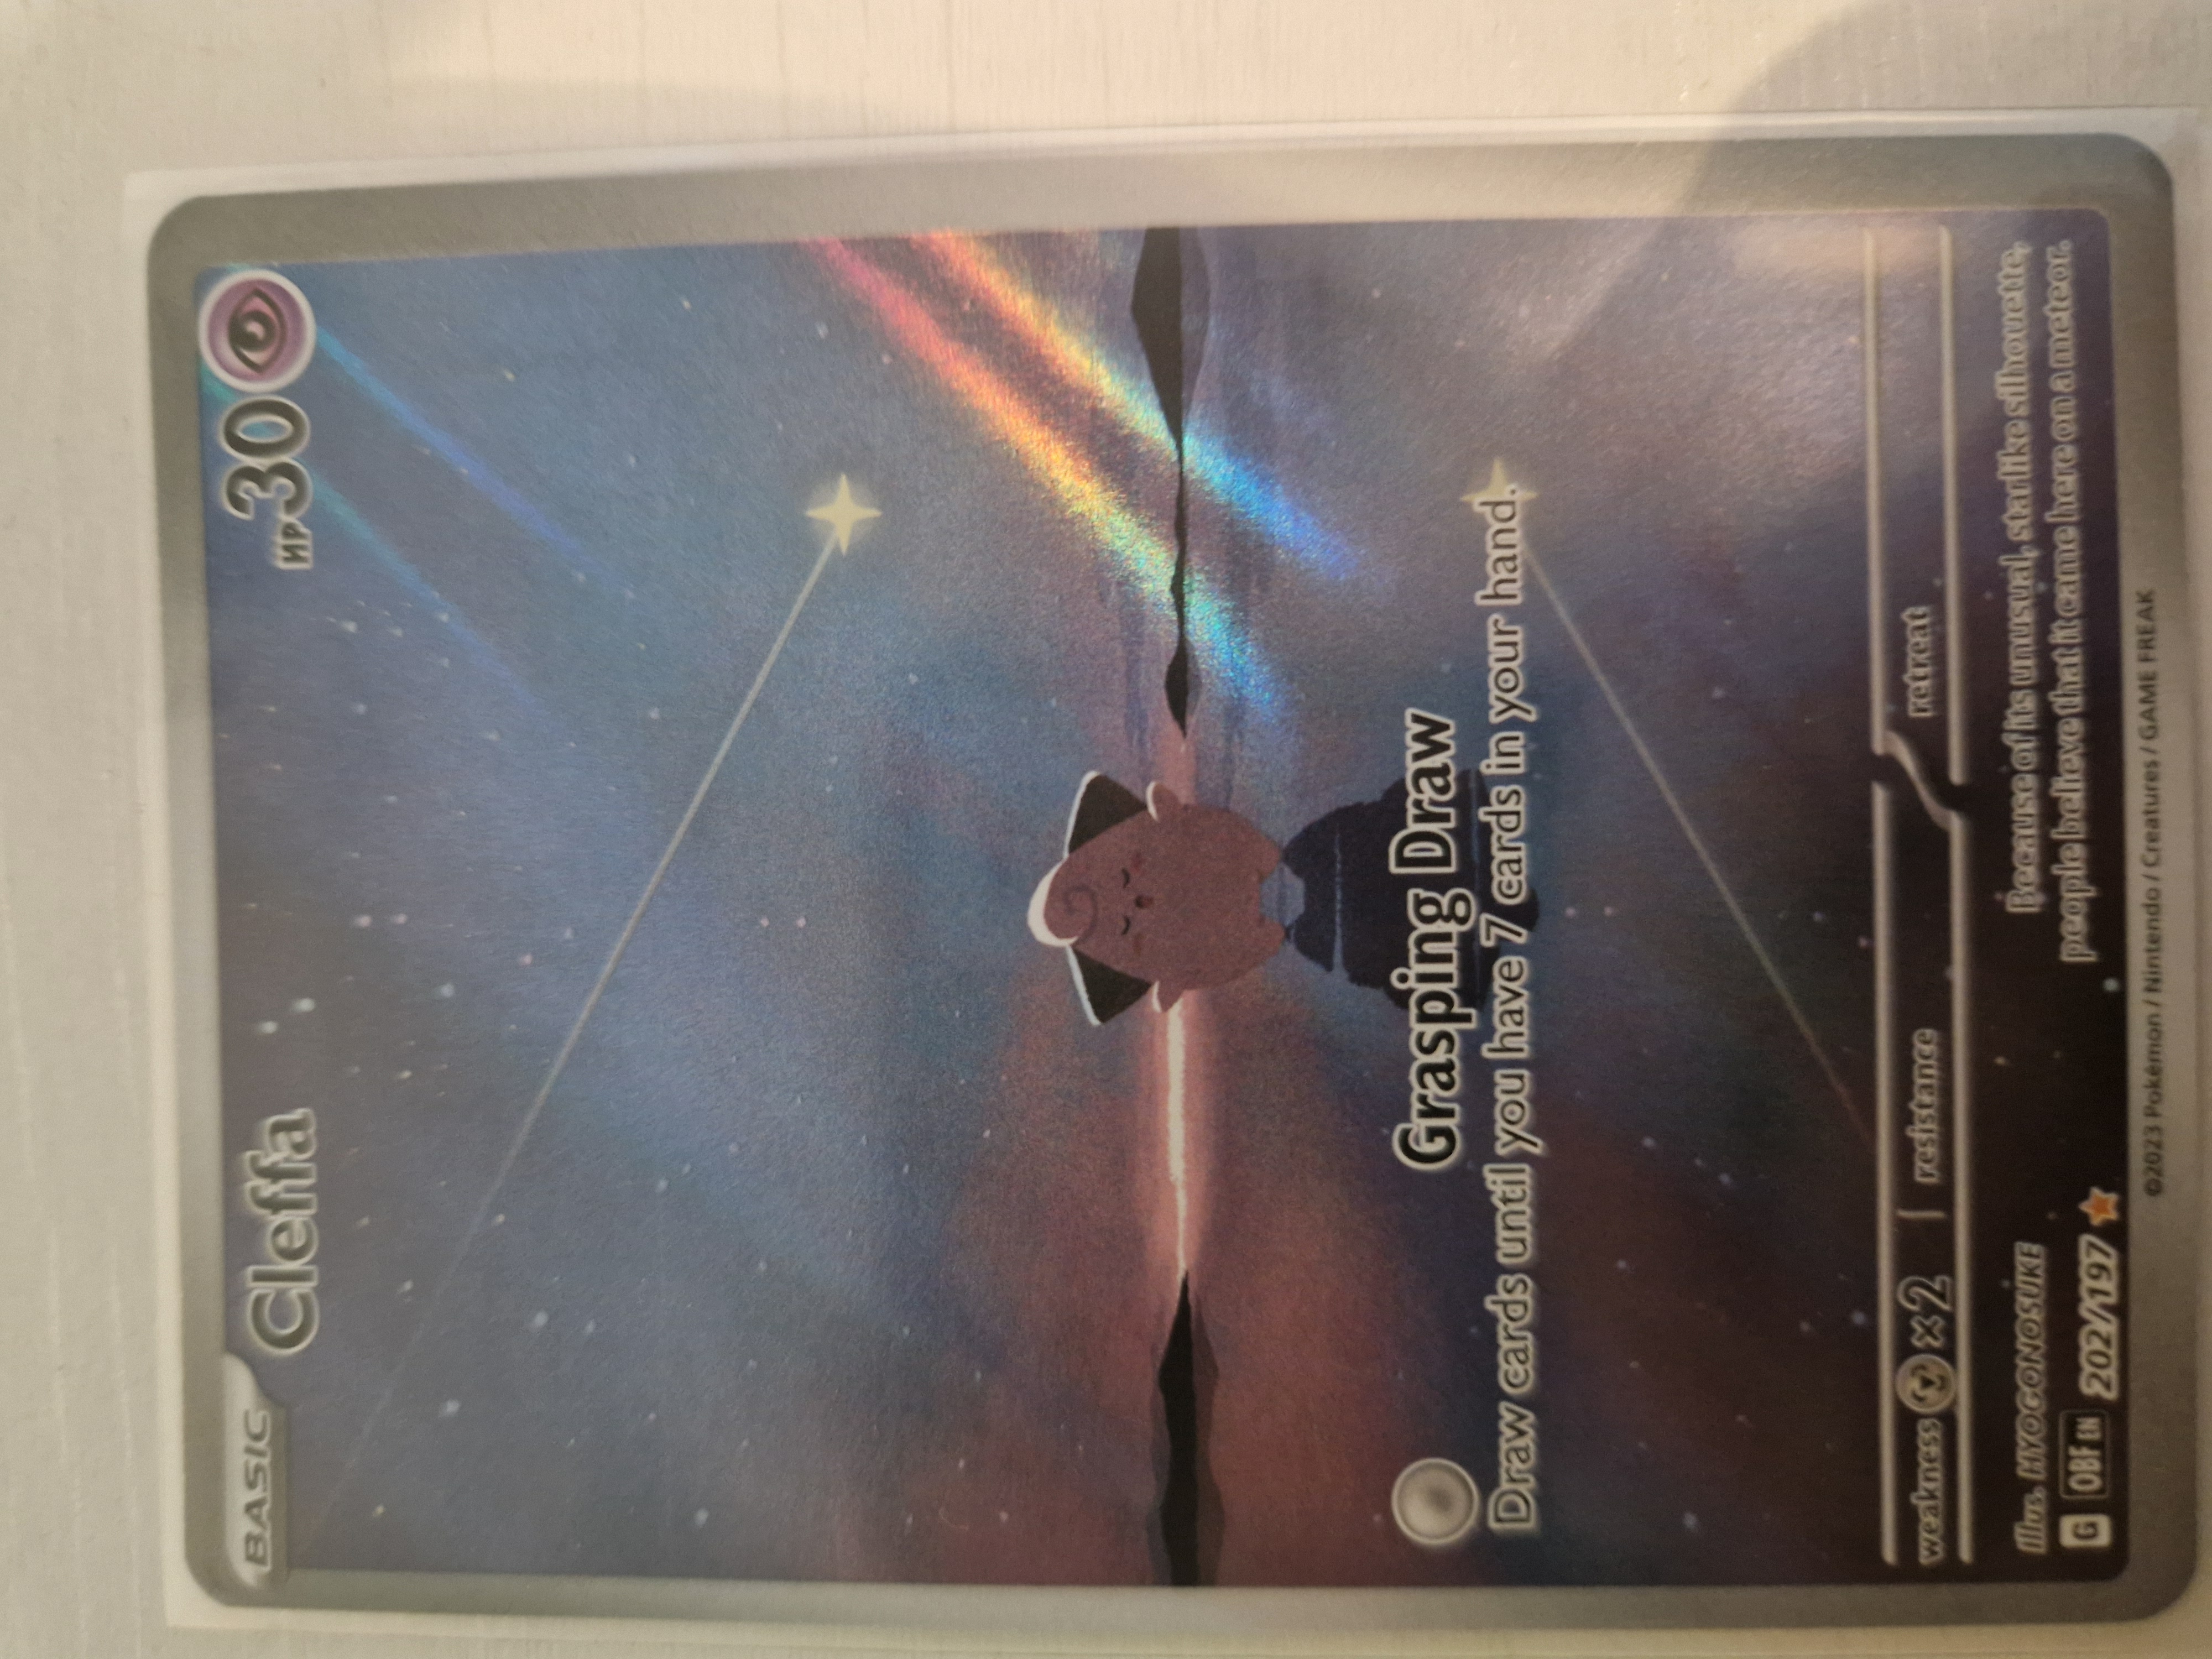 BASIC
Cleffa
HP 30
Grasping Draw
Draw cards until you have 7 cards in your hand.
weakness ×2 resistance retreat
Illus. HYOGONOSUKE
G OBF EN 202/197
Because of its unusual, starlike silhouette,
people believe that it came here on a meteor.
©2023 Pokémon / Nintendo / Creatures / GAME FREAK